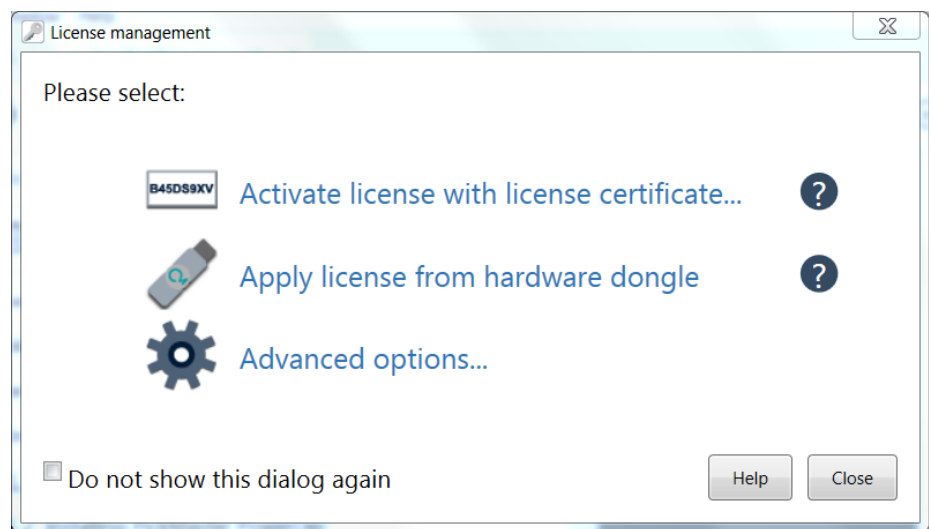 License management
Please select:
B45DS9XV
Activate license with license certificate...
?
Apply license from hardware dongle
?
Advanced options...
Do not show this dialog again
Help
Close